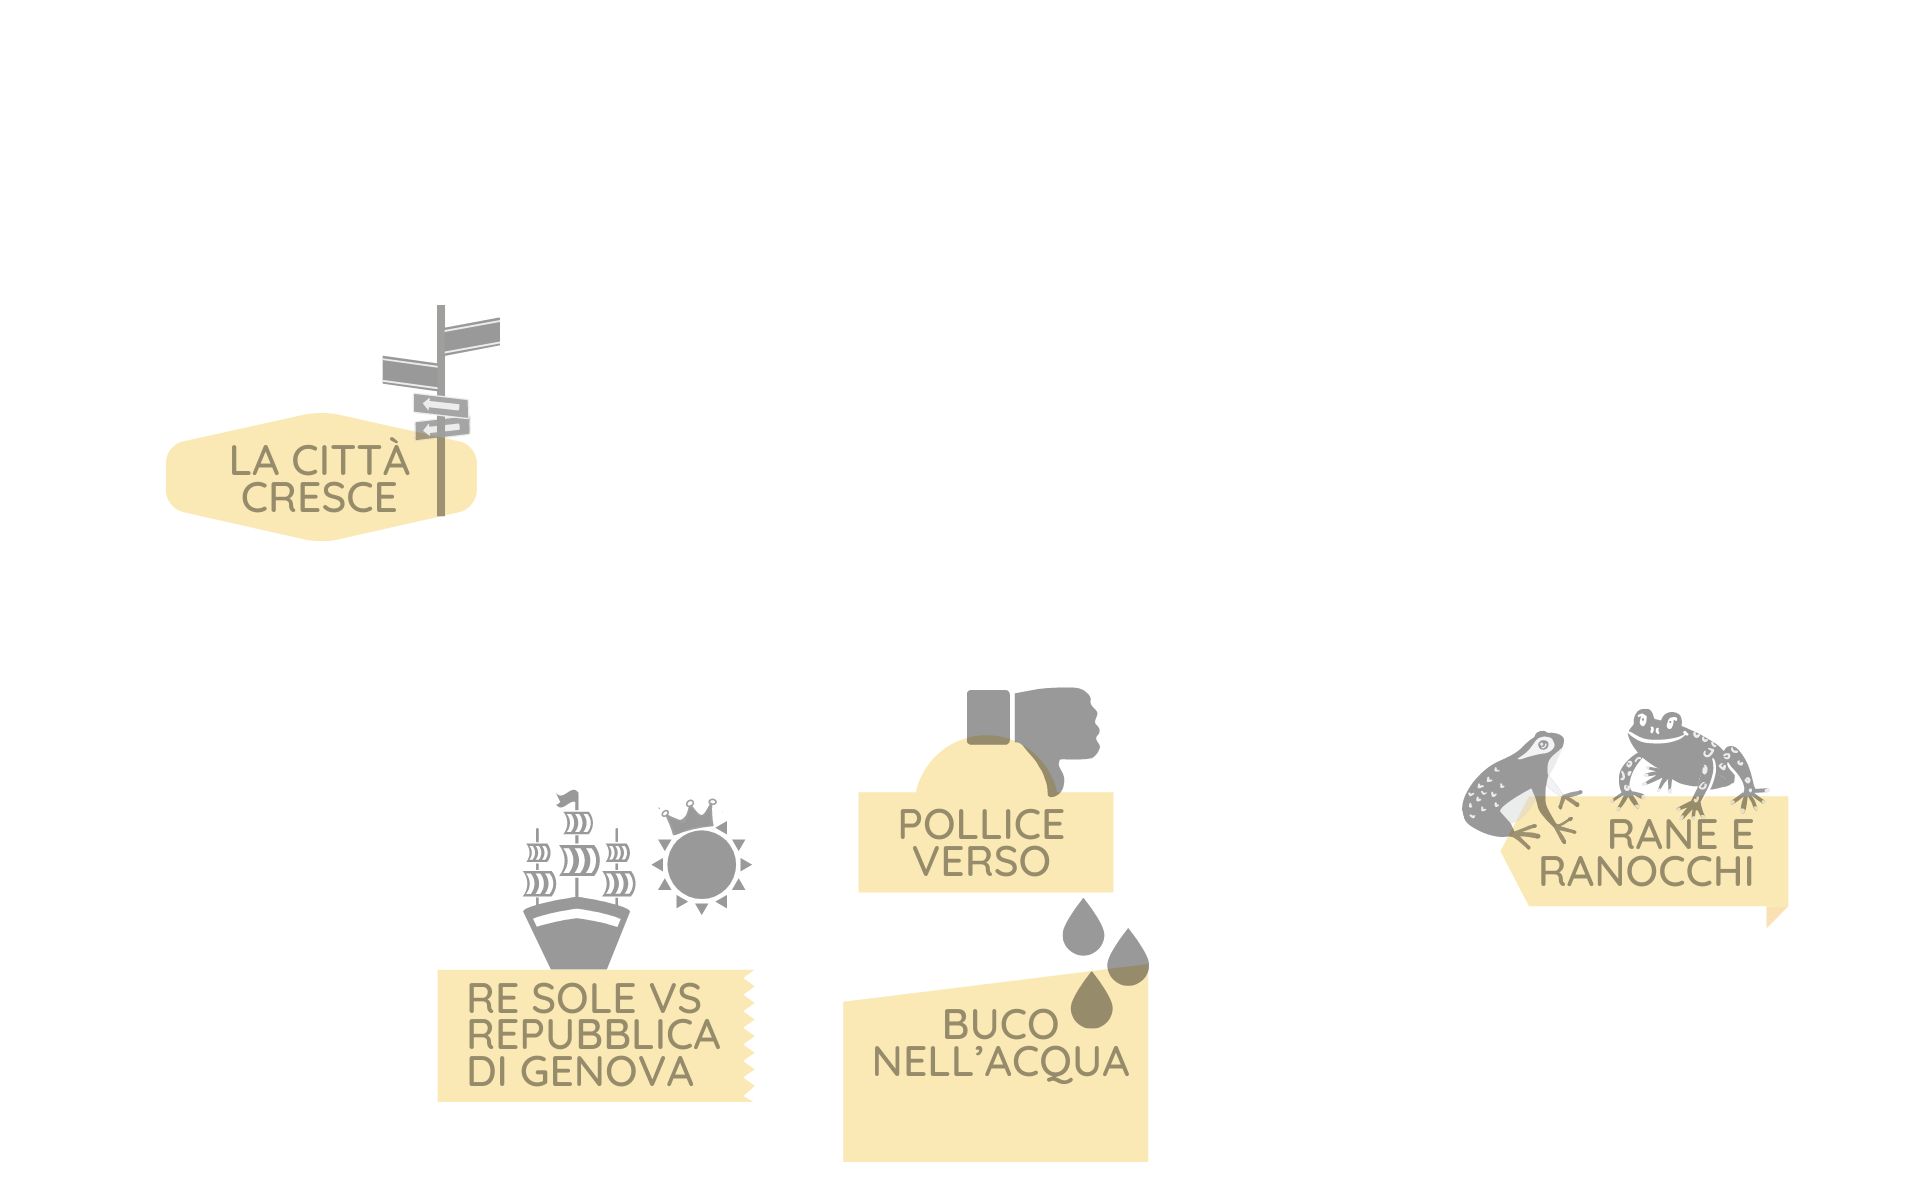 LA CITTÀ
CRESCE
POLLICE
VERSO
RANE E
RANOCCHI
RE SOLE VS
REPUBBLICA
DI GENOVA
BUCO
NELL’ACQUA